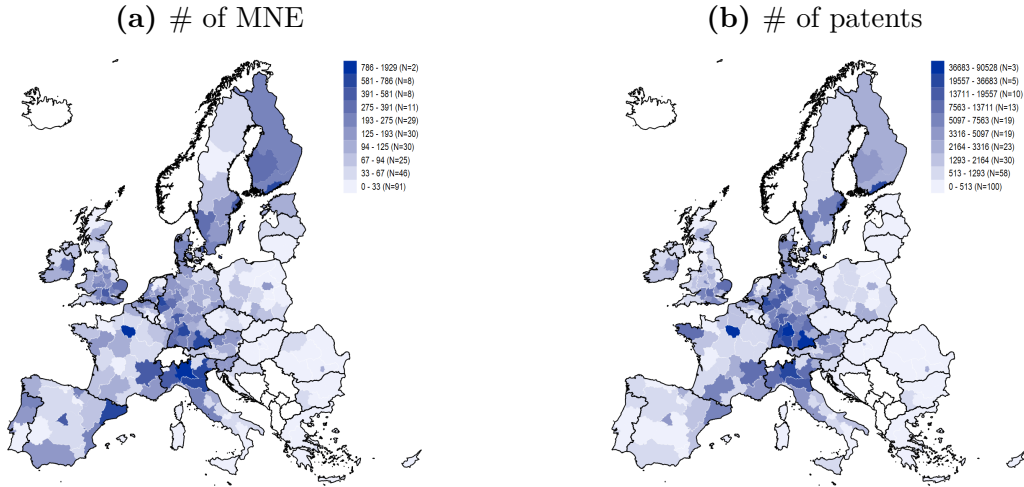 (a) # of MNE
786 - 1929 (N=2)
581 - 786 (N=8)
391 - 581 (N=8)
275 - 391 (N=11)
193 - 275 (N=29)
125 - 193 (N=30)
94 - 125 (N=30)
67 - 94 (N=25)
33 - 67 (N=46)
0 - 33 (N=91)
(b) # of patents
36683 - 90528 (N=3)
19557 - 36683 (N=5)
13711 - 19557 (N=10)
7563 - 13711 (N=13)
5097 - 7563 (N=19)
3316 - 5097 (N=19)
2164 - 3316 (N=23)
1293 - 2164 (N=30)
513 - 1293 (N=58)
0 - 513 (N=100)